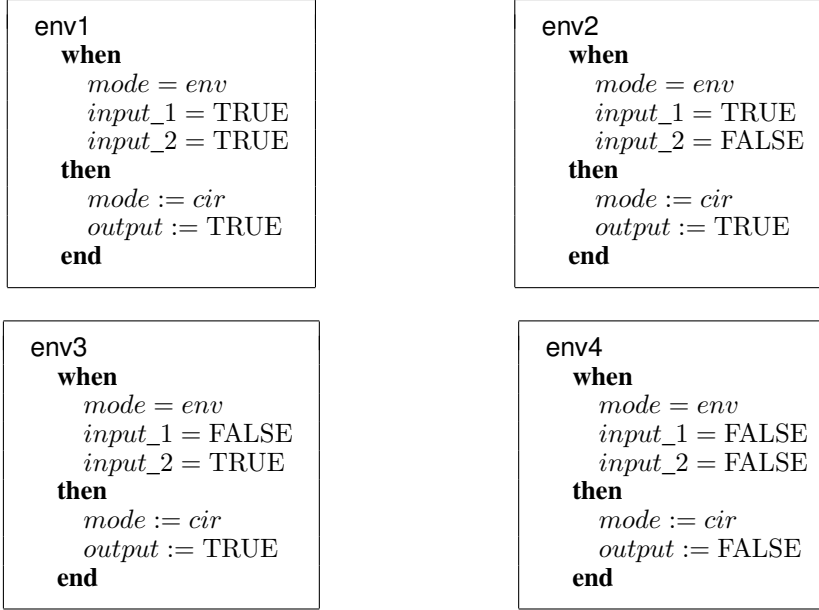 env1
when
mode = env
input_1 = TRUE
input_2 = TRUE
then
mode := cir
output := TRUE
end
env2
when
mode = env
input_1 = TRUE
input_2 = FALSE
then
mode := cir
output := TRUE
end
env3
when
mode = env
input_1 = FALSE
input_2 = TRUE
then
mode := cir
output := TRUE
end
env4
when
mode = env
input_1 = FALSE
input_2 = FALSE
then
mode := cir
output := FALSE
end